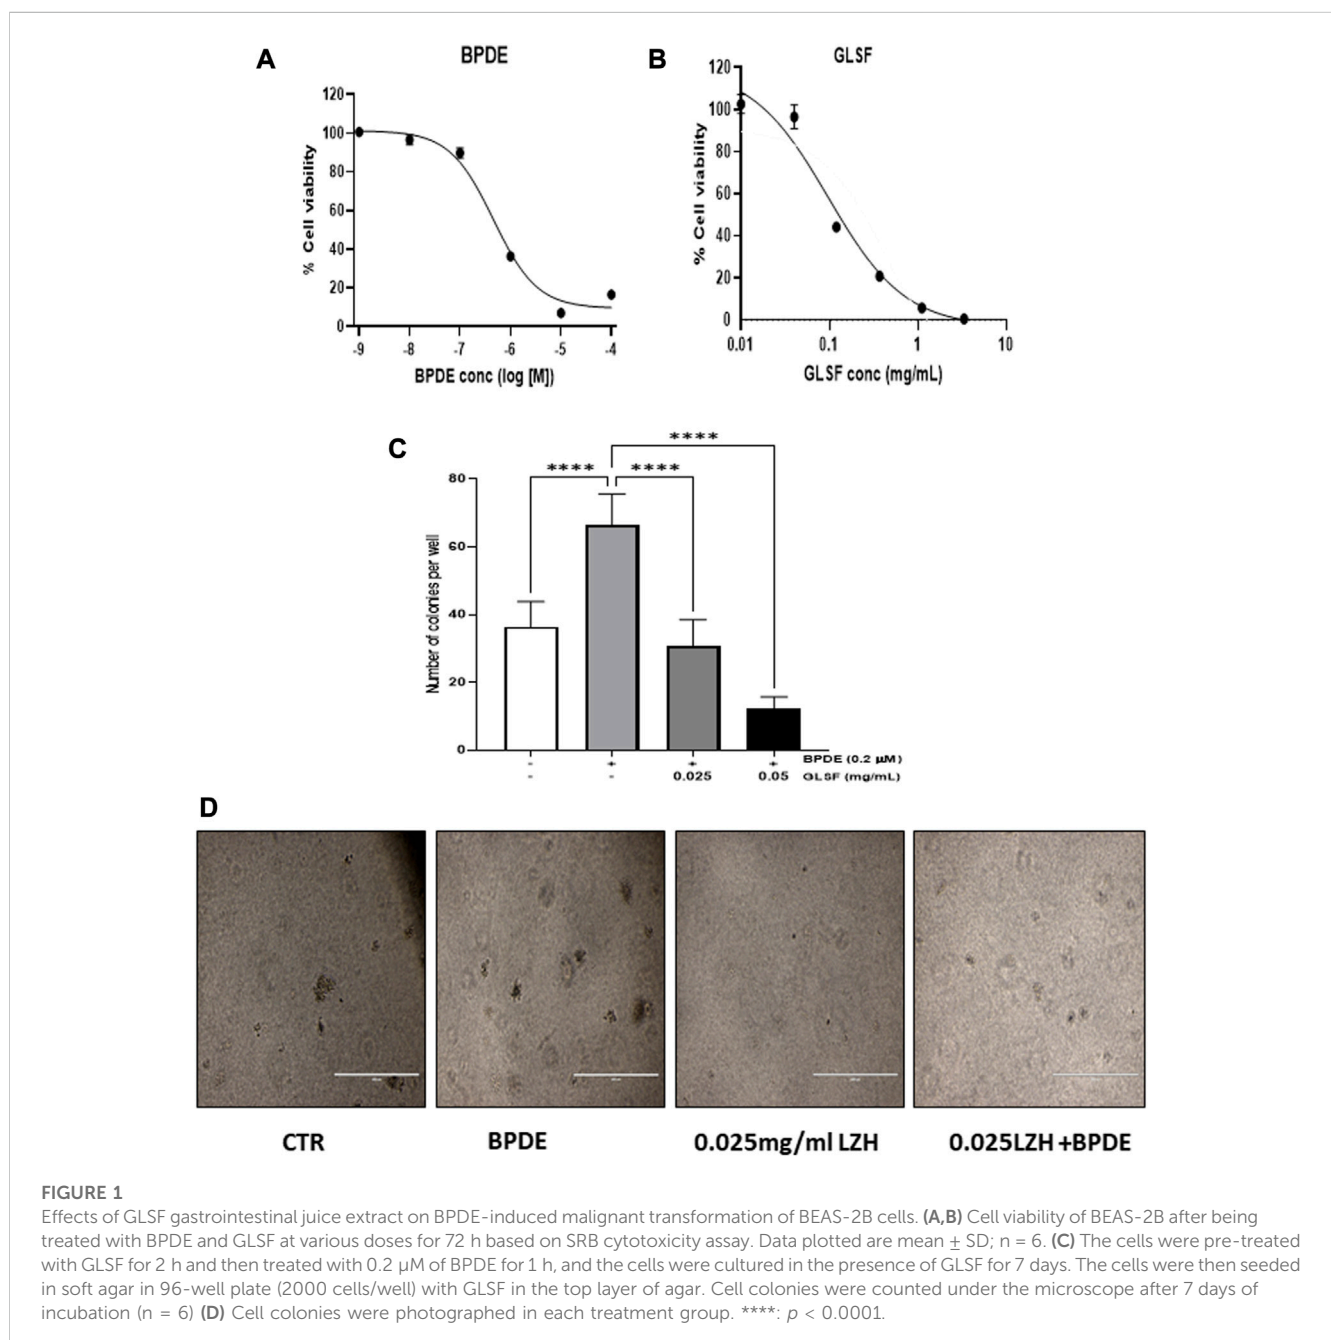 A
BPDE
120
100
80
60
40
20
0
% Cell viability
-9 -8 -7 -6 -5 -4
BPDE conc (log [M])
B
GLSF
120
100
80
60
40
20
0
% Cell viability
0.01 0.1 1 10
GLSF conc (mg/mL)
C
****
**** ****
80
60
40
20
0
Number of colonies per well
- + + + BPDE (0.2 µM)
- - 0.025 0.05 GLSF (mg/mL)
D
CTR BPDE 0.025mg/ml LZH 0.025LZH +BPDE
FIGURE 1
Effects of GLSF gastrointestinal juice extract on BPDE-induced malignant transformation of BEAS-2B cells. (A,B) Cell viability of BEAS-2B after being
treated with BPDE and GLSF at various doses for 72 h based on SRB cytotoxicity assay. Data plotted are mean ± SD; n = 6. (C) The cells were pre-treated
with GLSF for 2 h and then treated with 0.2 µM of BPDE for 1 h, and the cells were cultured in the presence of GLSF for 7 days. The cells were then seeded
in soft agar in 96-well plate (2000 cells/well) with GLSF in the top layer of agar. Cell colonies were counted under the microscope after 7 days of
incubation (n = 6) (D) Cell colonies were photographed in each treatment group. ****: p < 0.0001.